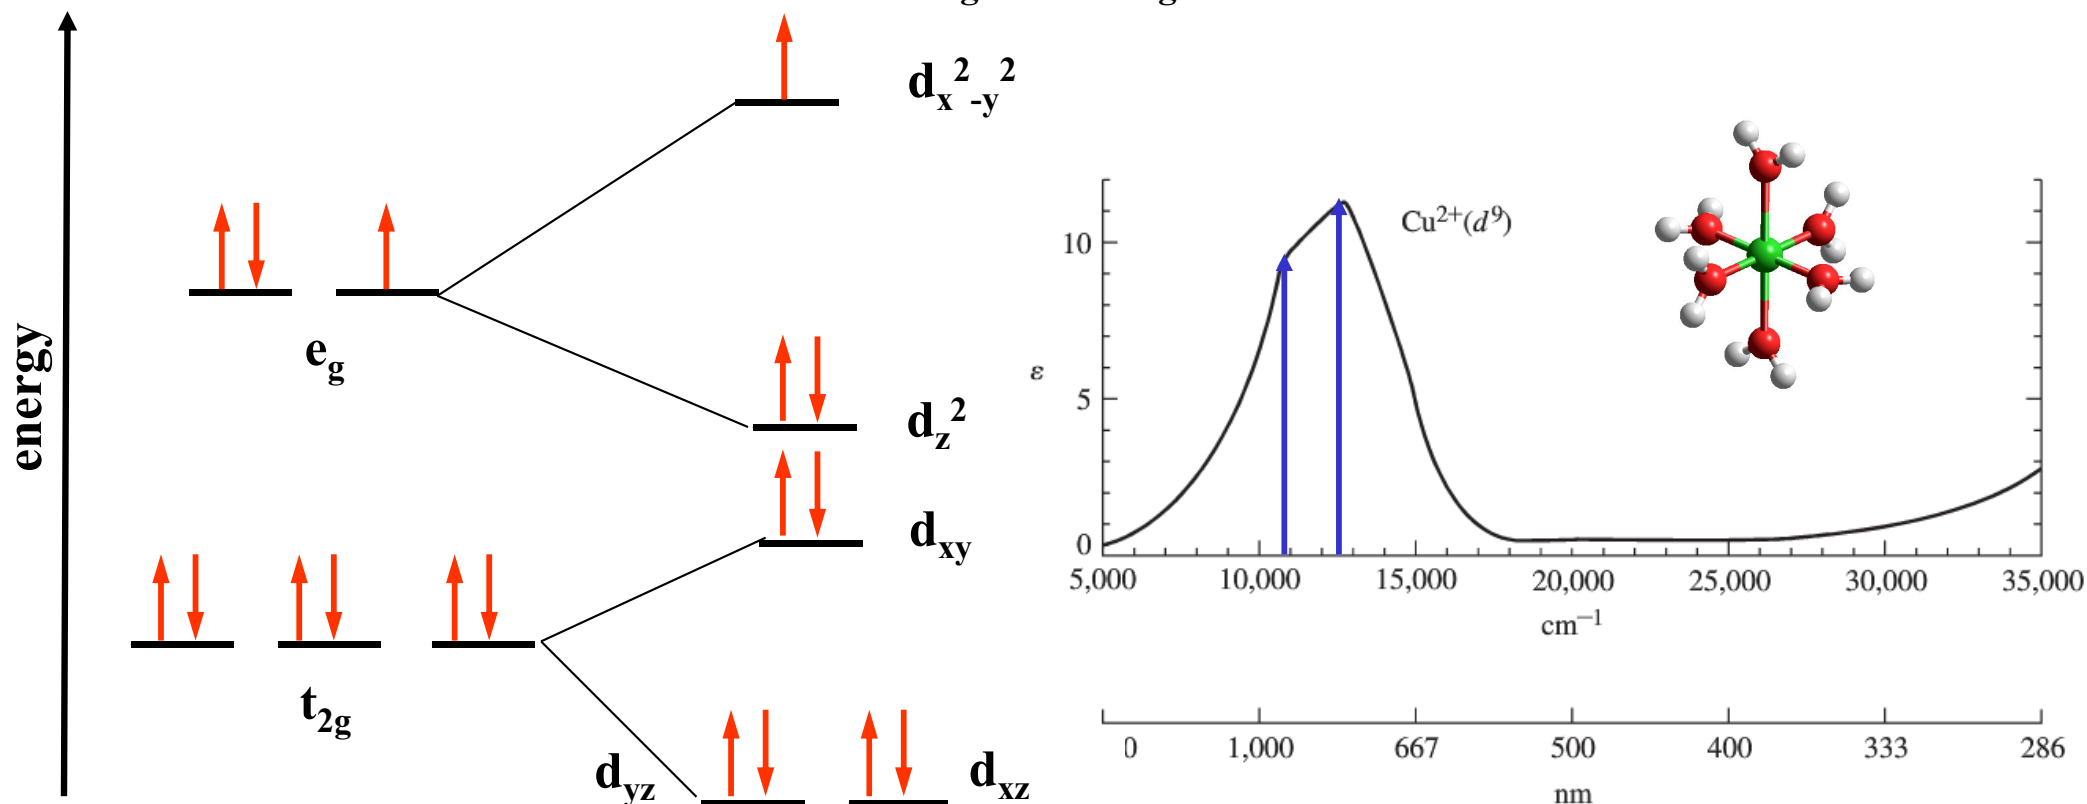 dx²-y²
energy
eg
dz²
dxy
t2g
dyz
dxz
Cu²⁺(d⁹)
10
ε
5
0
5,000 10,000 15,000 20,000 25,000 30,000 35,000
cm⁻¹
0 1,000 667 500 400 333 286
nm